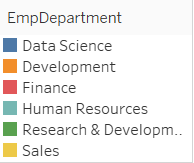 EmpDepartment
Data Science
Development
Finance
Human Resources
Research & Developm..
Sales